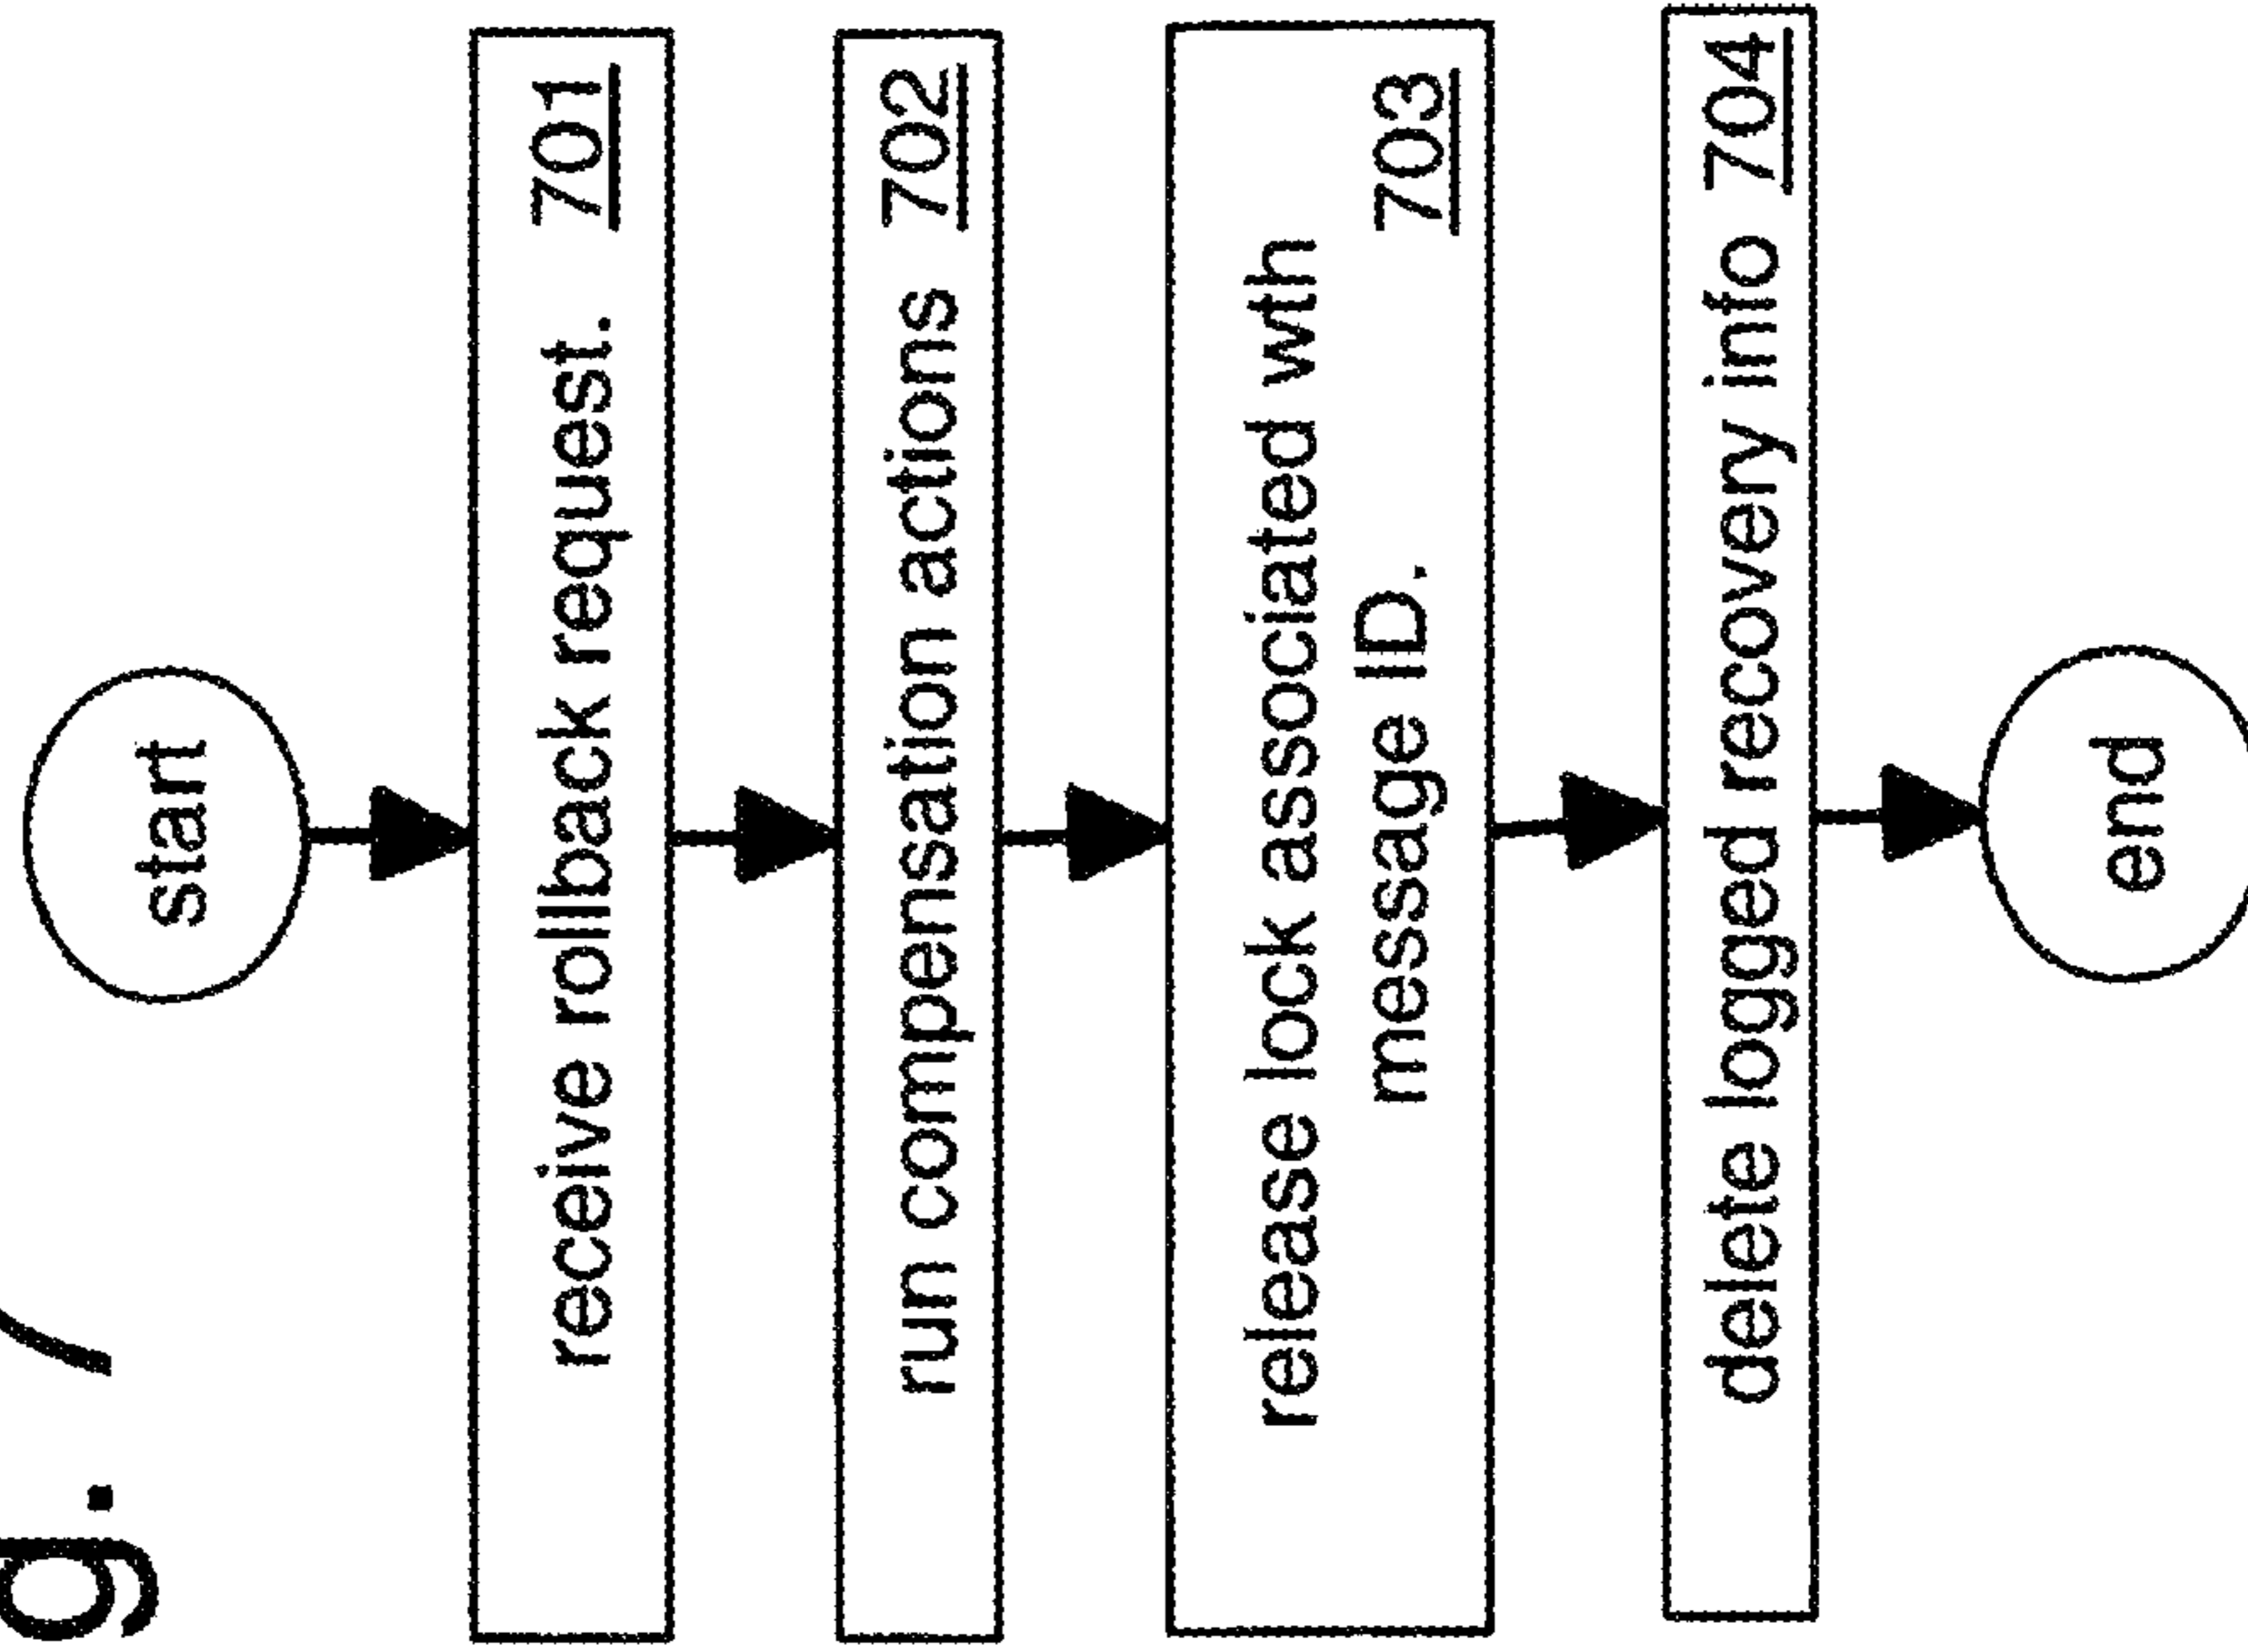 g. 7
start
receive rollback request. 701
run compensation actions 702
release lock associated wth
message ID. 703
delete logged recovery info 704
end